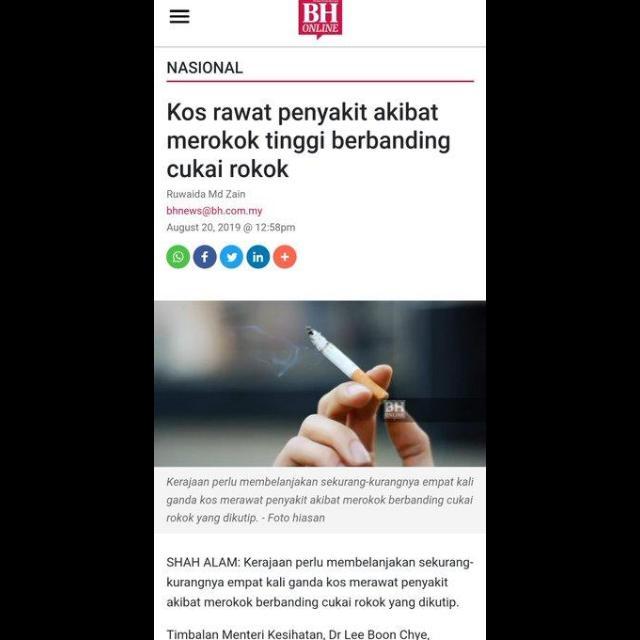 BH
ONLINE
NASIONAL
Kos rawat penyakit akibat
merokok tinggi berbanding
cukai rokok
Ruwaida Md Zain
bhnews@bh.com.my
August 20, 2019 @ 12:58pm
BH
ONLINE
Kerajaan perlu membelanjakan sekurang-kurangnya empat kali
ganda kos merawat penyakit akibat merokok berbanding cukai
rokok yang dikutip. - Foto hiasan
SHAH ALAM: Kerajaan perlu membelanjakan sekurang-
kurangnya empat kali ganda kos merawat penyakit
akibat merokok berbanding cukai rokok yang dikutip.
Timbalan Menteri Kesihatan, Dr Lee Boon Chye,